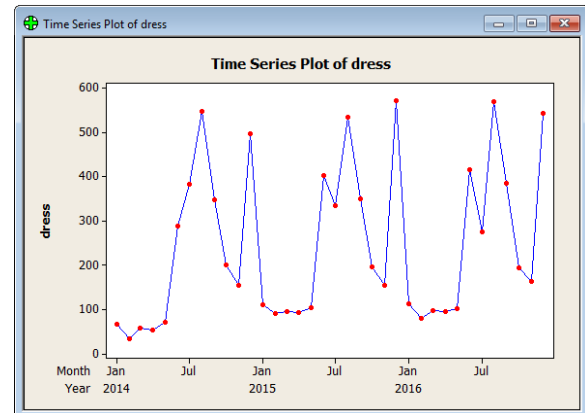 Time Series Plot of dress
Time Series Plot of dress
600
500
400
300
200
100
0
dress
Month Jan Jul Jan Jul Jan Jul
Year 2014 2015 2016